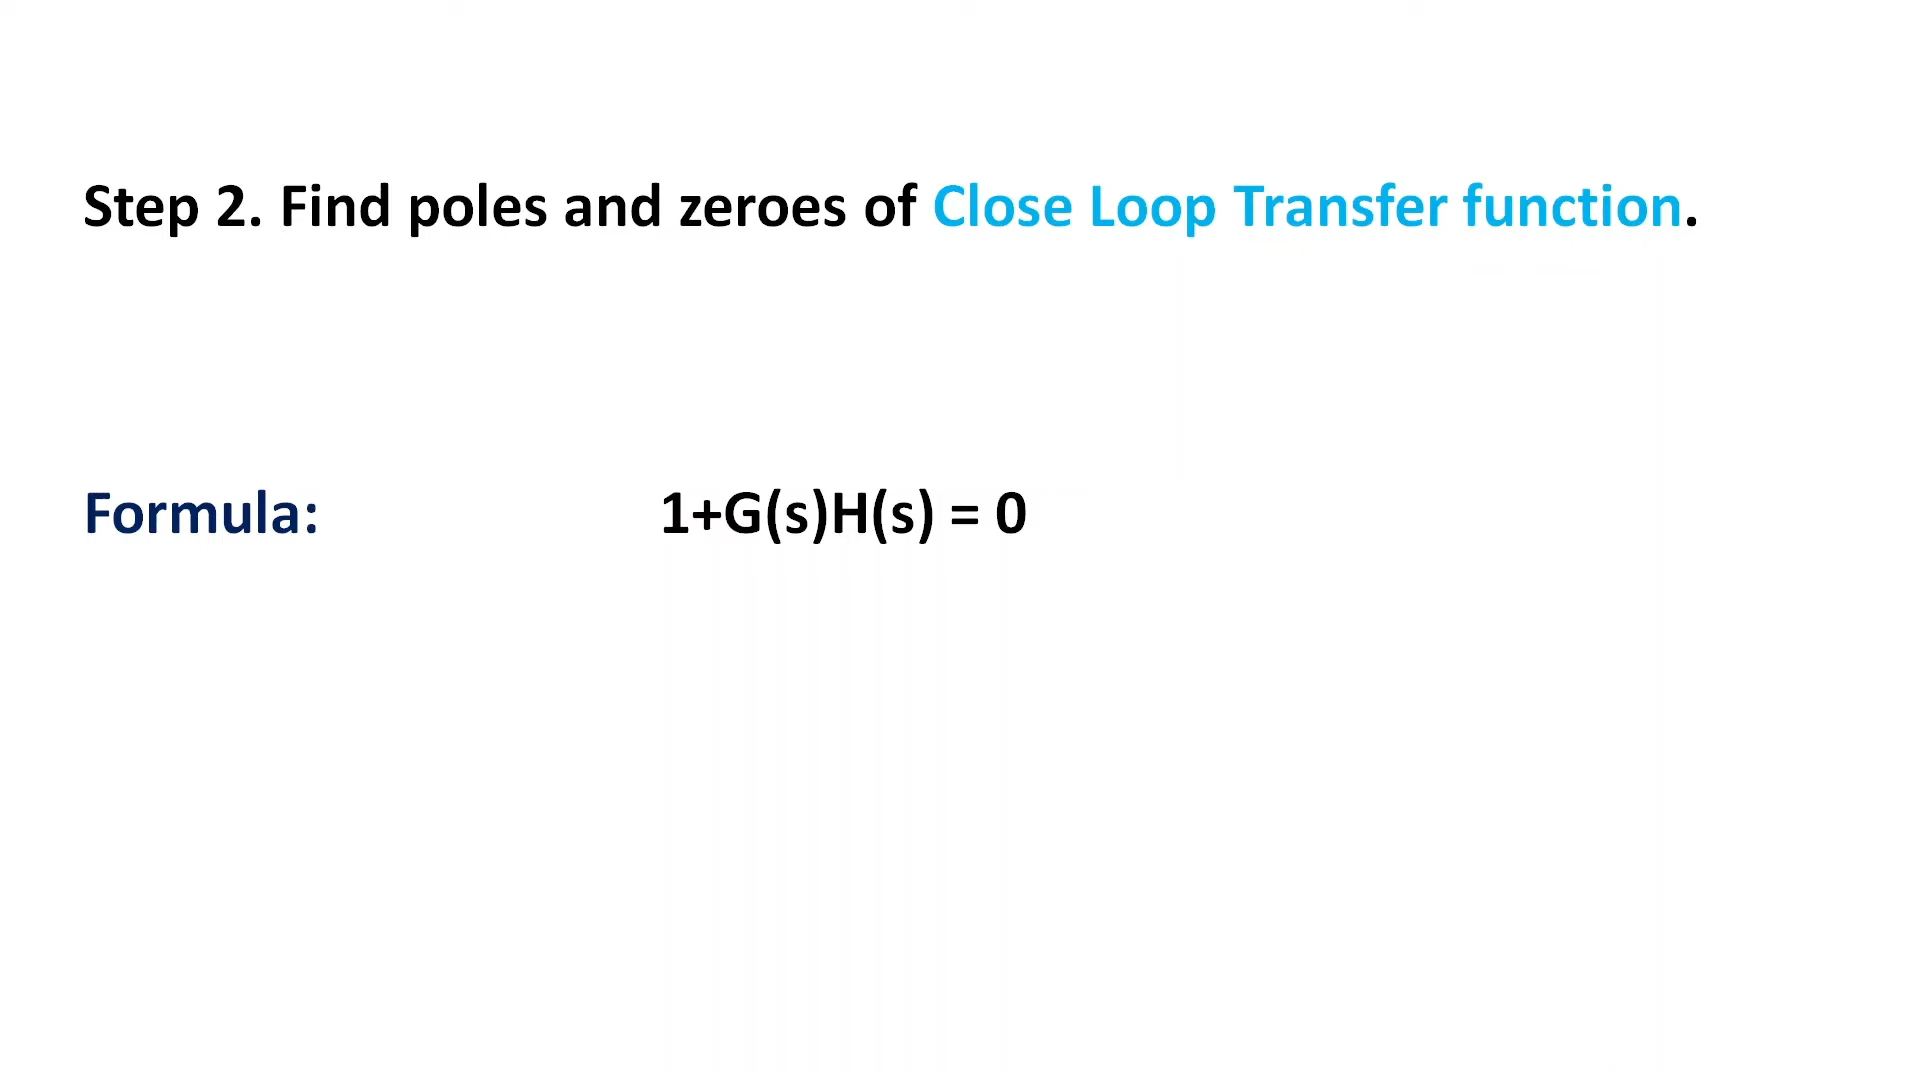 Step 2. Find poles and zeroes of Close Loop Transfer function.
Formula: 1+G(s)H(s) = 0